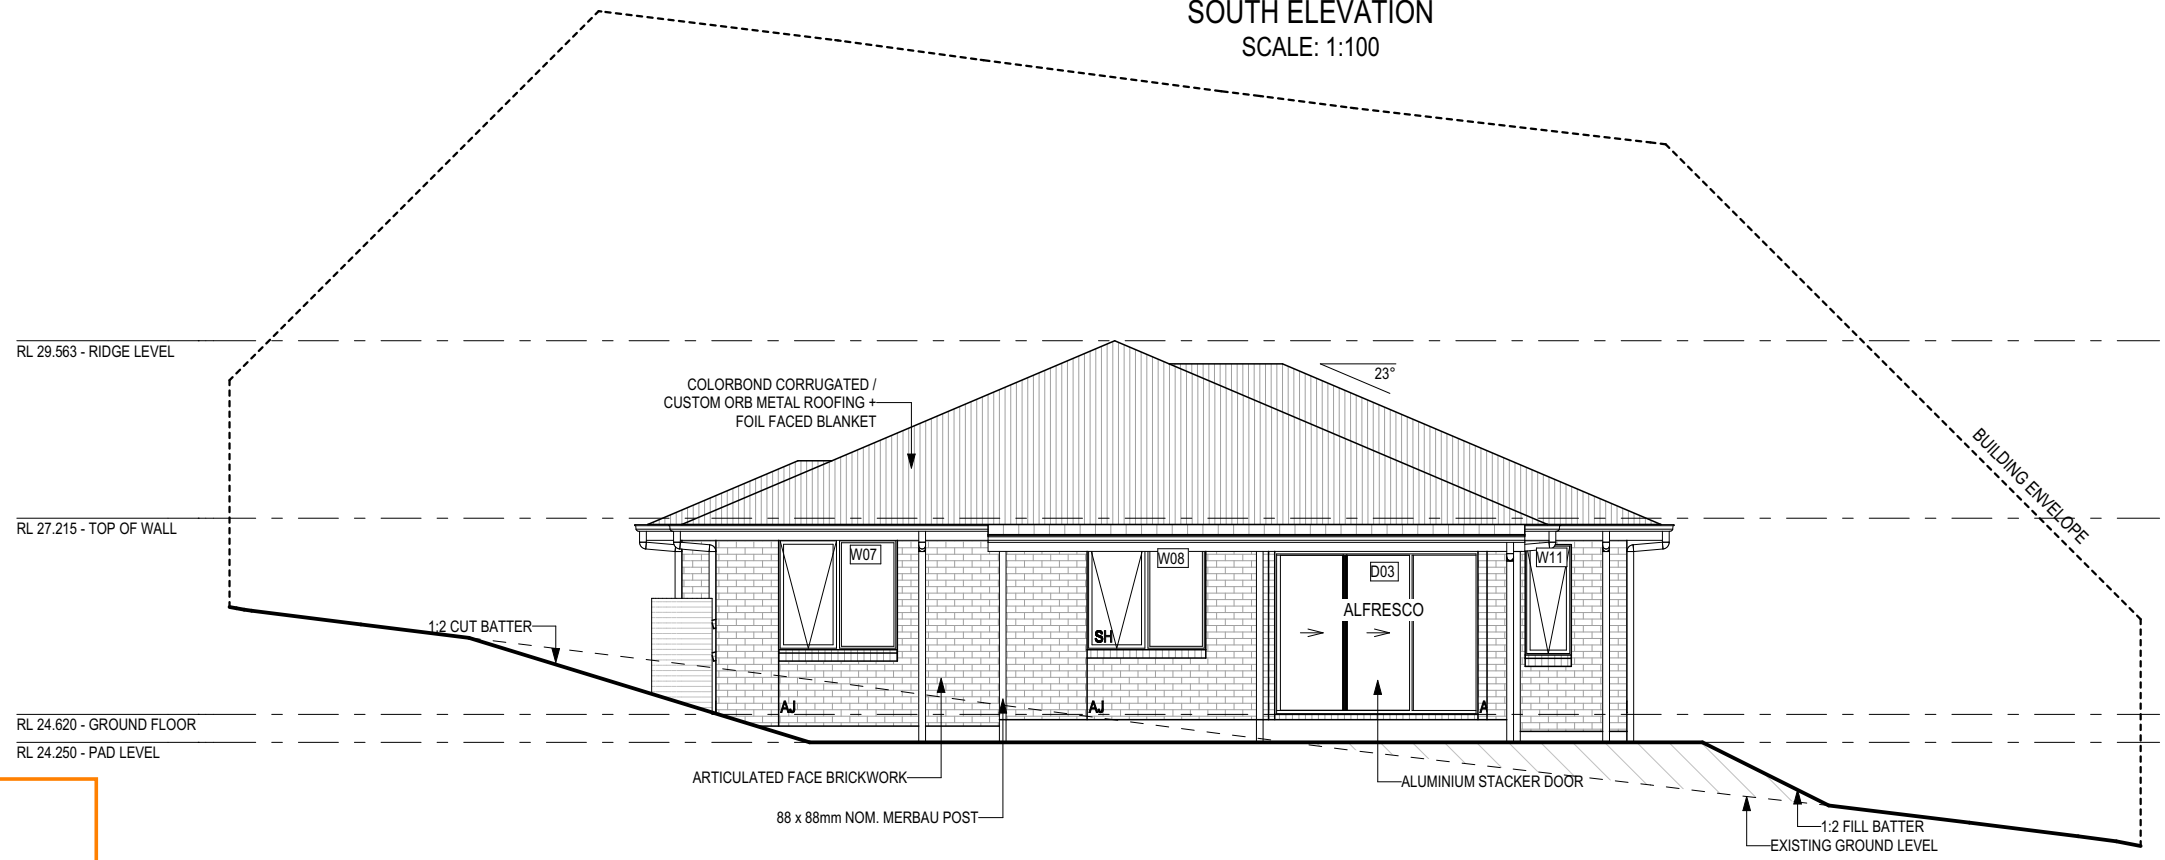 SOUTH ELEVATION
SCALE: 1:100
RL 29.563 - RIDGE LEVEL
23°
COLORBOND CORRUGATED /
CUSTOM ORB METAL ROOFING +
FOIL FACED BLANKET
BUILDING ENVELOPE
RL 27.215 - TOP OF WALL
W07
W08
W11
D03
ALFRESCO
1:2 CUT BATTER
SH
AJ
AJ
A
RL 24.620 - GROUND FLOOR
RL 24.250 - PAD LEVEL
ARTICULATED FACE BRICKWORK
ALUMINIUM STACKER DOOR
88 x 88mm NOM. MERBAU POST
1:2 FILL BATTER
EXISTING GROUND LEVEL